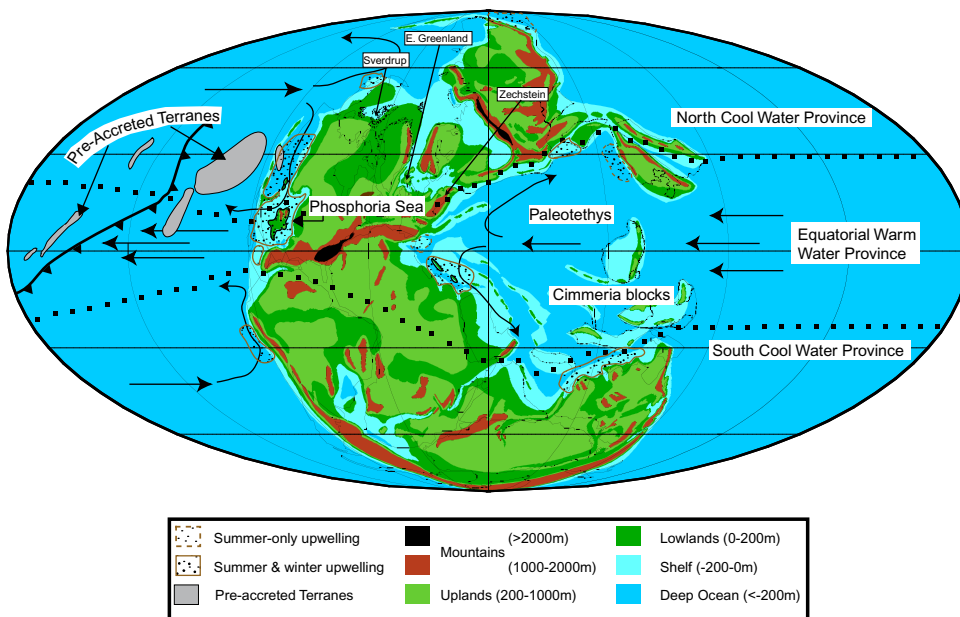 E. Greenland
Sverdrup
Zechstein
Pre-Accreted Terranes
North Cool Water Province
Phosphoria Sea
Paleotethys
Equatorial Warm
Water Province
Cimmeria blocks
South Cool Water Province
Summer-only upwelling
Summer & winter upwelling
Pre-accreted Terranes
Mountains
(>2000m)
(1000-2000m)
Uplands (200-1000m)
Lowlands (0-200m)
Shelf (-200-0m)
Deep Ocean (<-200m)